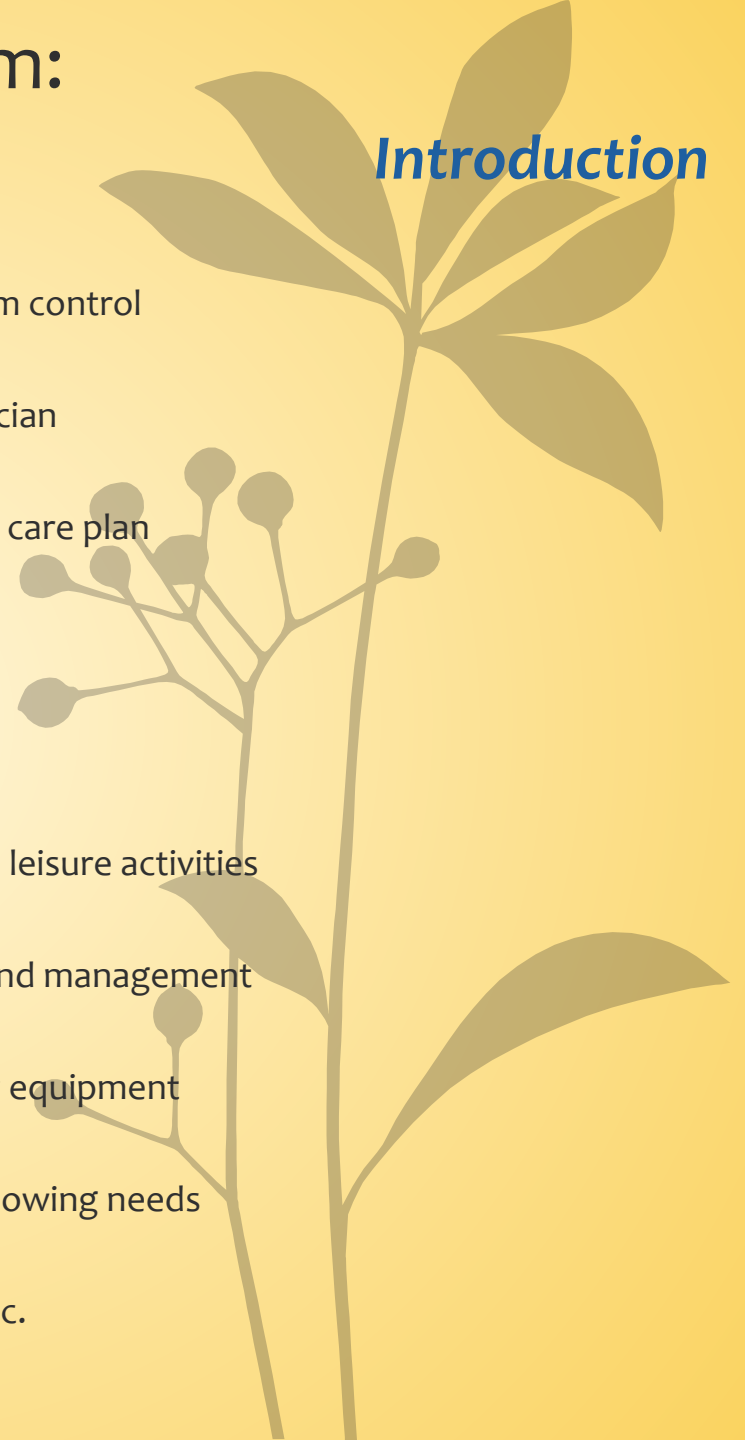 m:
Introduction
m control
cian
care plan
leisure activities
nd management
equipment
owing needs
c.